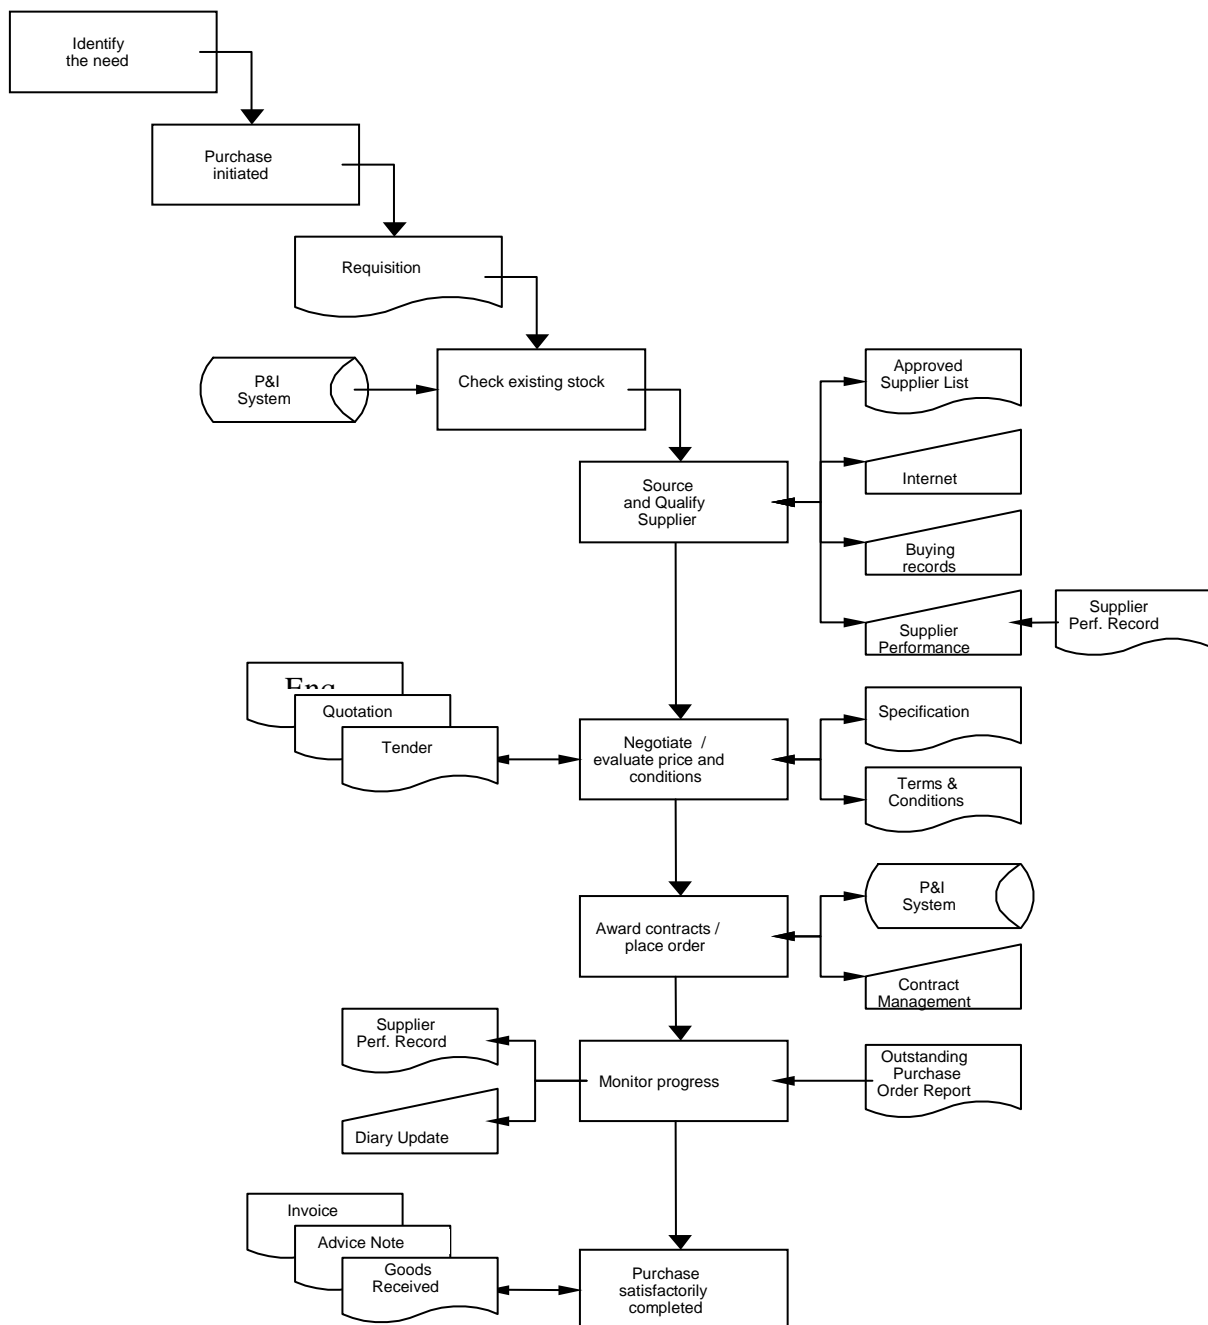 Identify
the need
Purchase
initiated
Requisition
P&I
System
Check existing stock
Approved
Supplier List
Source
and Qualify
Supplier
Internet
Buying
records
Supplier
Performance
Supplier
Perf. Record
Enq
Quotation
Tender
Negotiate /
evaluate price and
conditions
Specification
Terms &
Conditions
Award contracts /
place order
P&I
System
Contract
Management
Supplier
Perf. Record
Diary Update
Monitor progress
Outstanding
Purchase
Order Report
Invoice
Advice Note
Goods
Received
Purchase
satisfactorily
completed